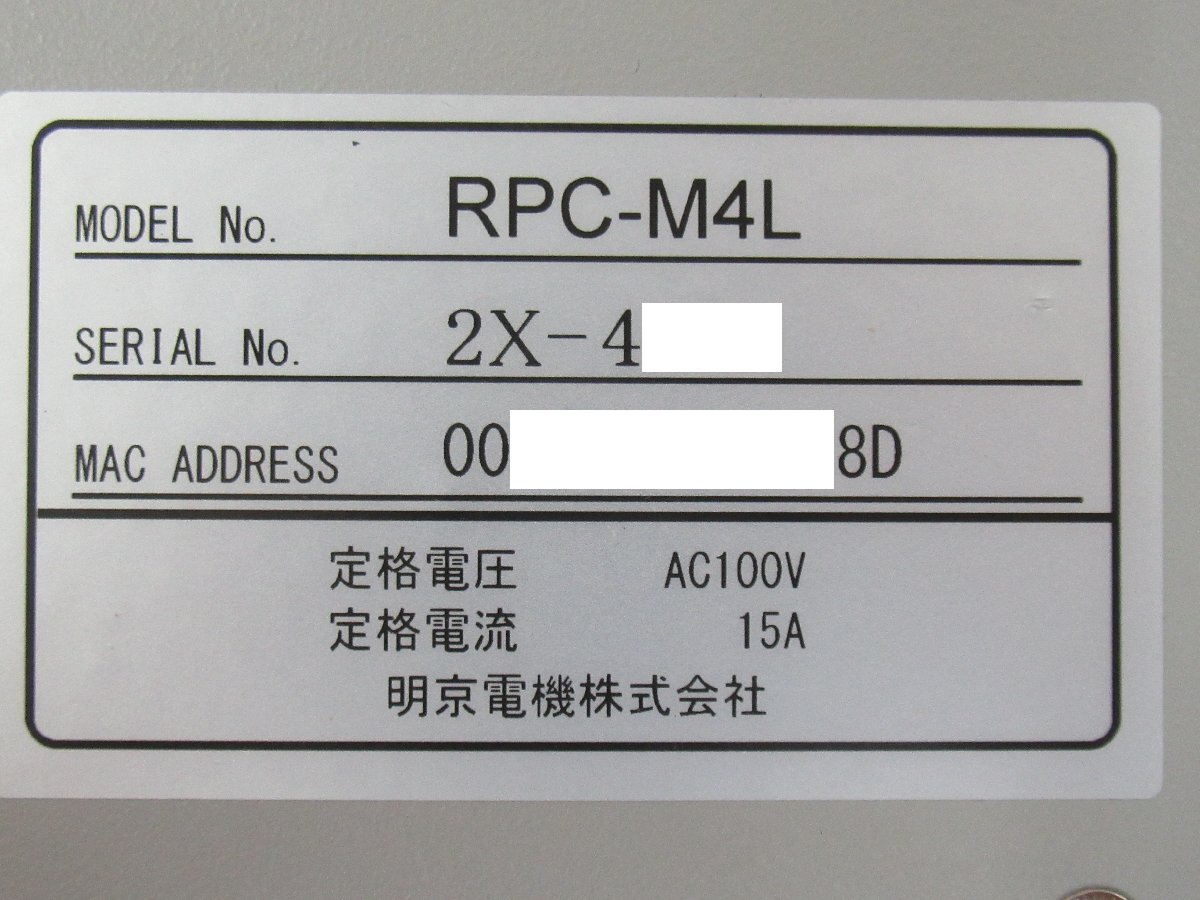 MODEL No. RPC-M4L
SERIAL No. 2X-4
MAC ADDRESS 00 8D
定格電圧 AC100V
定格電流 15A
明京電機株式会社